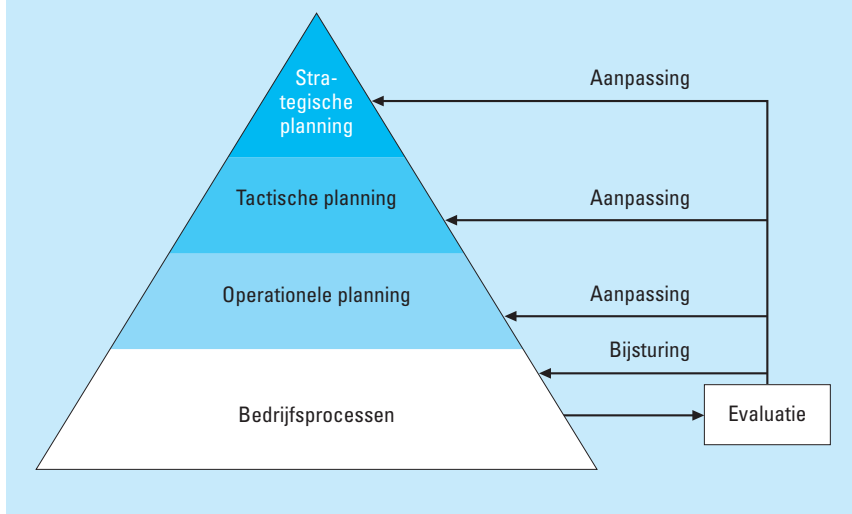 Stra-
tegische
planning
Aanpassing
Tactische planning
Aanpassing
Operationele planning
Aanpassing
Bijsturing
Bedrijfsprocessen
Evaluatie